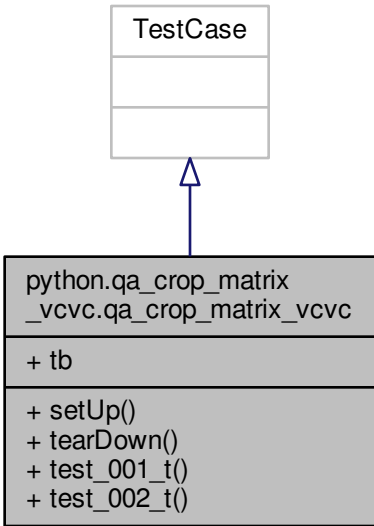 TestCase
python.qa_crop_matrix
_vcvc.qa_crop_matrix_vcvc
+ tb
+ setUp()
+ tearDown()
+ test_001_t()
+ test_002_t()